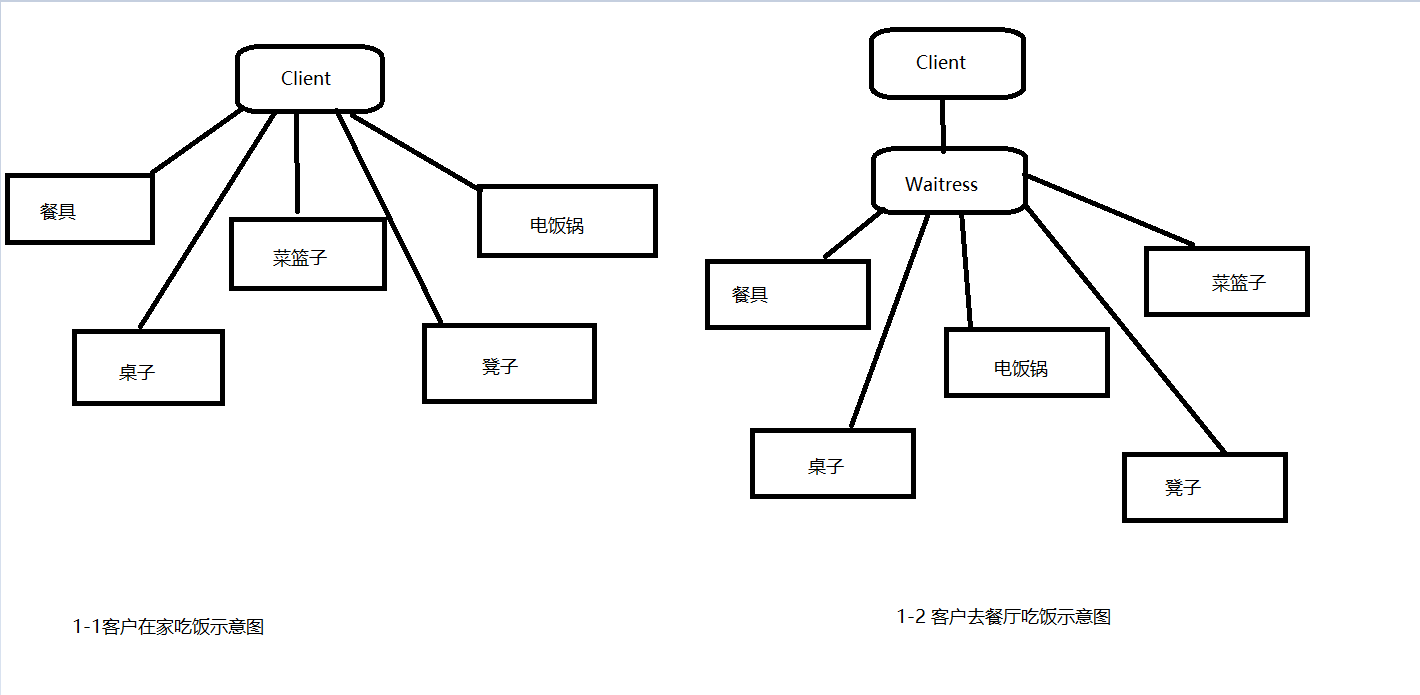 Client
餐具
电饭锅
菜篮子
桌子
凳子
1-1客户在家吃饭示意图
Client
Waitress
餐具
菜篮子
电饭锅
桌子
凳子
1-2 客户去餐厅吃饭示意图